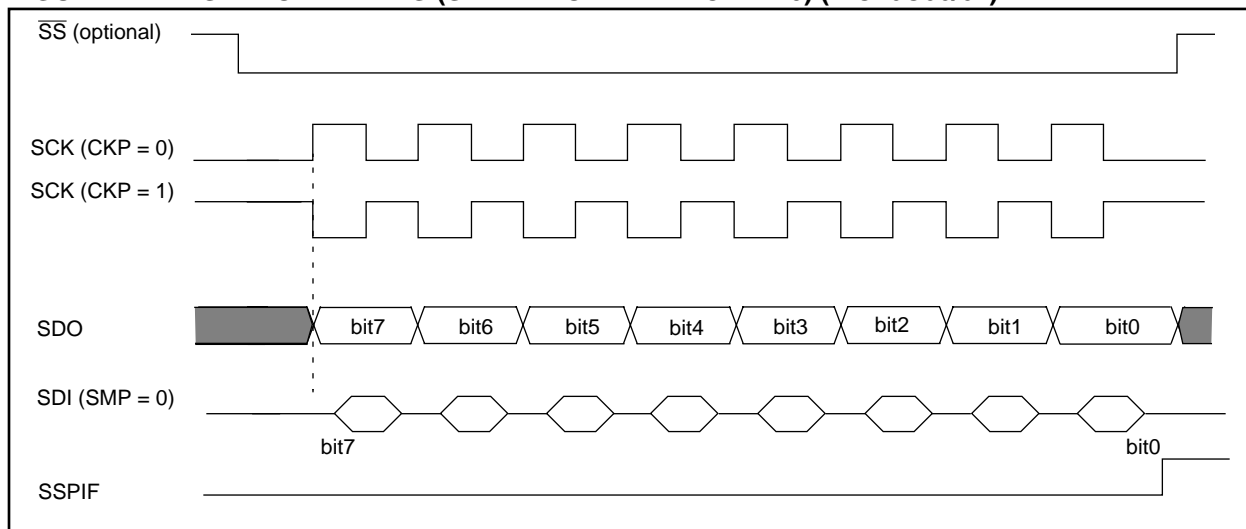 SS (optional)
SCK (CKP = 0)
SCK (CKP = 1)
SDO
bit7
bit6
bit5
bit4
bit3
bit2
bit1
bit0
SDI (SMP = 0)
bit7
bit0
SSPIF